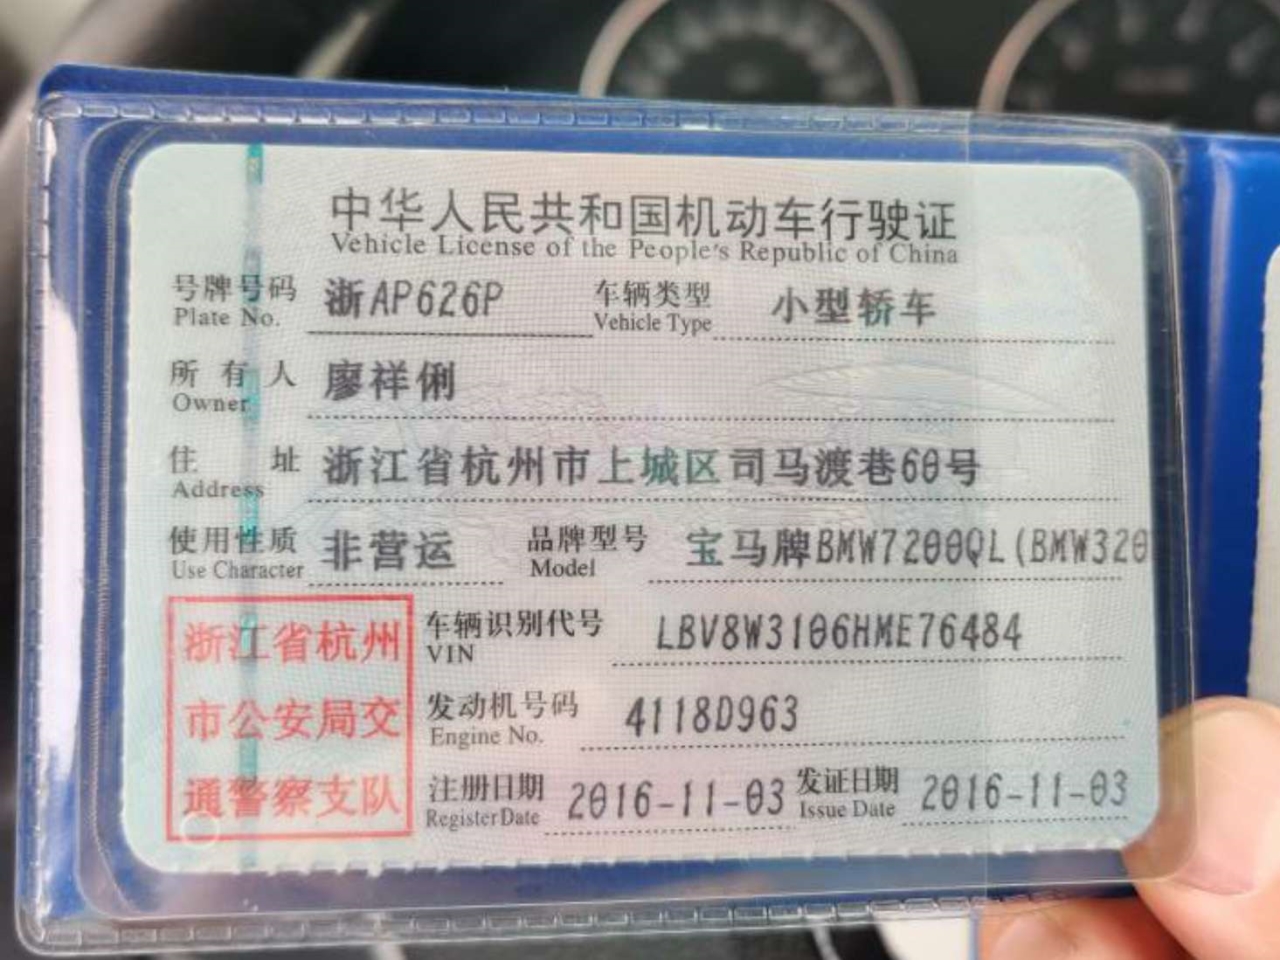 中华人民共和国机动车行驶证
Vehicle License of the People's Republic of China
号牌号码 浙AP626P 车辆类型 小型轿车
Plate No. Vehicle Type
所有人 廖祥俐
Owner
住址 浙江省杭州市上城区司马渡巷60号
Address
使用性质 非营运 品牌型号 宝马牌BMW7200QL(BMW320
Use Character Model
浙江省杭州
市公安局交
通警察支队
车辆识别代号 LBV8W3106HME76484
VIN
发动机号码 4118D963
Engine No.
注册日期 2016-11-03 发证日期 2016-11-03
Register Date Issue Date